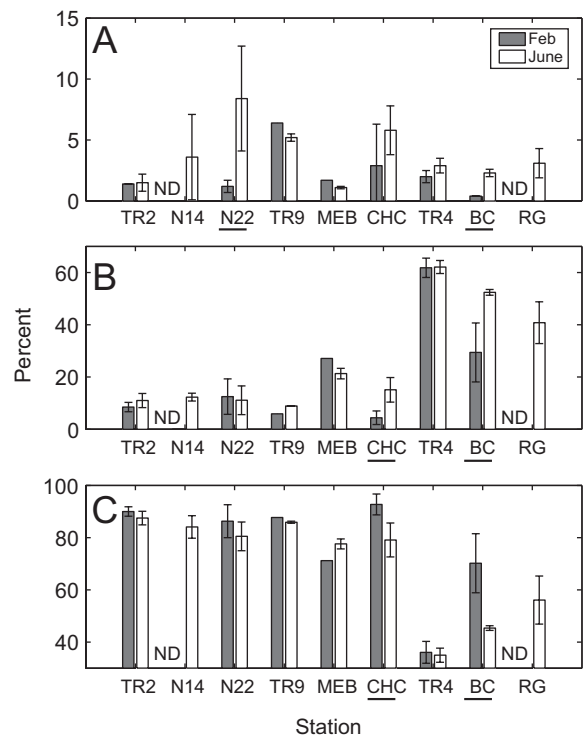 A
Feb
June
15
10
5
0
ND ND
TR2 N14 N22 TR9 MEB CHC TR4 BC RG
B
Percent
60
40
20
0
ND ND
TR2 N14 N22 TR9 MEB CHC TR4 BC RG
C
100
80
60
40
ND ND
TR2 N14 N22 TR9 MEB CHC TR4 BC RG
Station